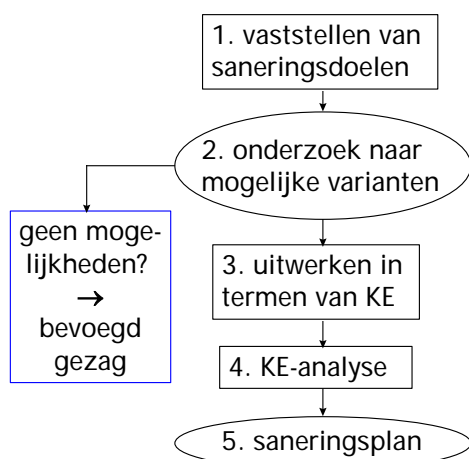 1. vaststellen van
saneringsdoelen
2. onderzoek naar
mogelijke varianten
geen moge-
lijkheden?
→
bevoegd
gezag
3. uitwerken in
termen van KE
4. KE-analyse
5. saneringsplan